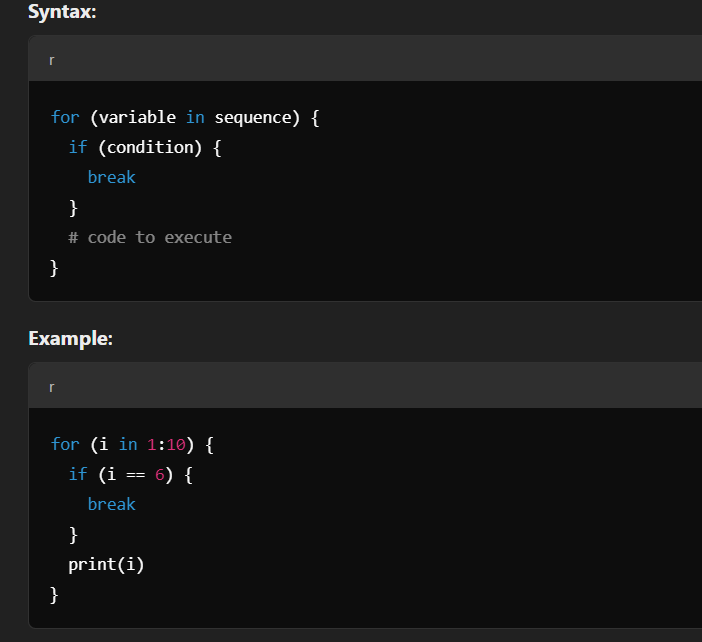 Syntax:
r
for (variable in sequence) {
  if (condition) {
    break
  }
  # code to execute
}
Example:
r
for (i in 1:10) {
  if (i == 6) {
    break
  }
  print(i)
}